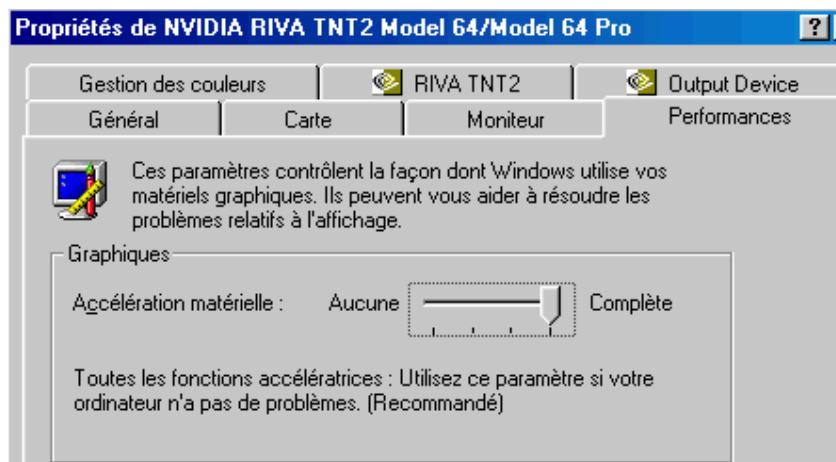 Propriétés de NVIDIA RIVA TNT2 Model 64/Model 64 Pro
Gestion des couleurs RIVA TNT2 Output Device
Général Carte Moniteur Performances
Ces paramètres contrôlent la façon dont Windows utilise vos
matériels graphiques. Ils peuvent vous aider à résoudre les
problèmes relatifs à l'affichage.
Graphiques
Accélération matérielle : Aucune Complète
Toutes les fonctions accélératrices : Utilisez ce paramètre si votre
ordinateur n'a pas de problèmes. (Recommandé)